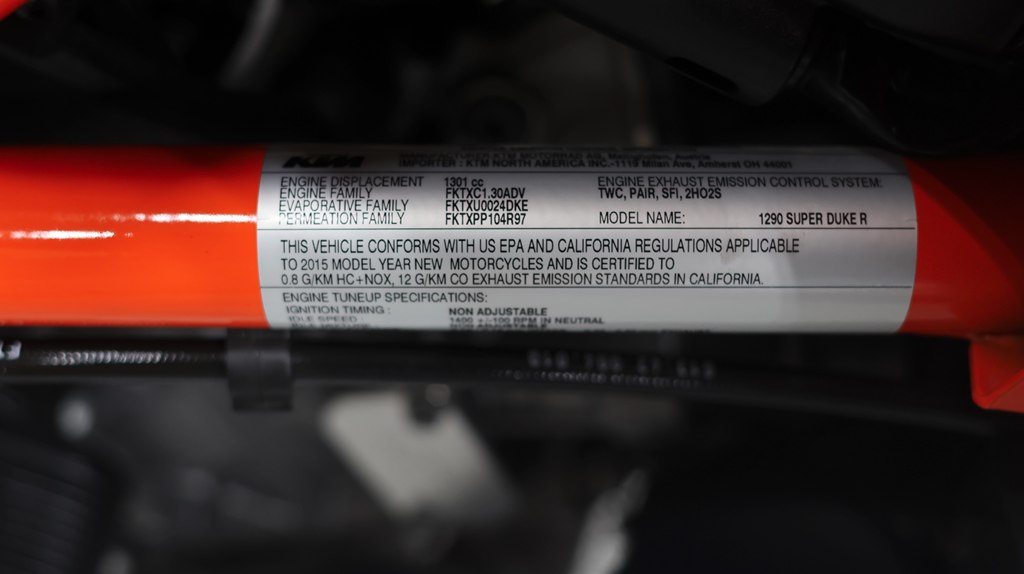 KTM
IMPORTER : KTM NORTH AMERICA INC.-1119 Milan Ave, Amherst OH 44001
ENGINE DISPLACEMENT 1301 cc ENGINE EXHAUST EMISSION CONTROL SYSTEM:
ENGINE FAMILY FKTXC1.30ADV TWC, PAIR, SFI, 2HO2S
EVAPORATIVE FAMILY FKTXU0024DKE
PERMEATION FAMILY FKTXPP104R97 MODEL NAME: 1290 SUPER DUKE R
THIS VEHICLE CONFORMS WITH US EPA AND CALIFORNIA REGULATIONS APPLICABLE
TO 2015 MODEL YEAR NEW MOTORCYCLES AND IS CERTIFIED TO
0.8 G/KM HC+NOX, 12 G/KM CO EXHAUST EMISSION STANDARDS IN CALIFORNIA.
ENGINE TUNEUP SPECIFICATIONS:
IGNITION TIMING : NON ADJUSTABLE
IDLE SPEED : 1400 +/-100 RPM IN NEUTRAL